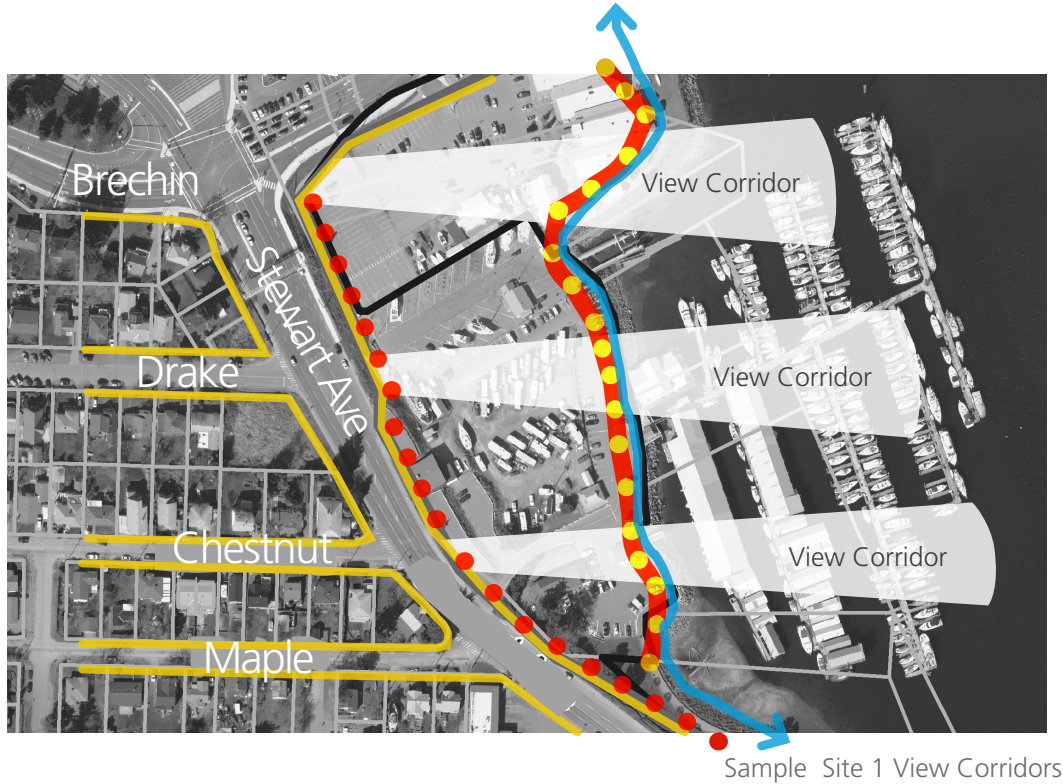 Brechin
View Corridor
Stewart Ave
Drake
View Corridor
Chestnut
View Corridor
Maple
Sample Site 1 View Corridors